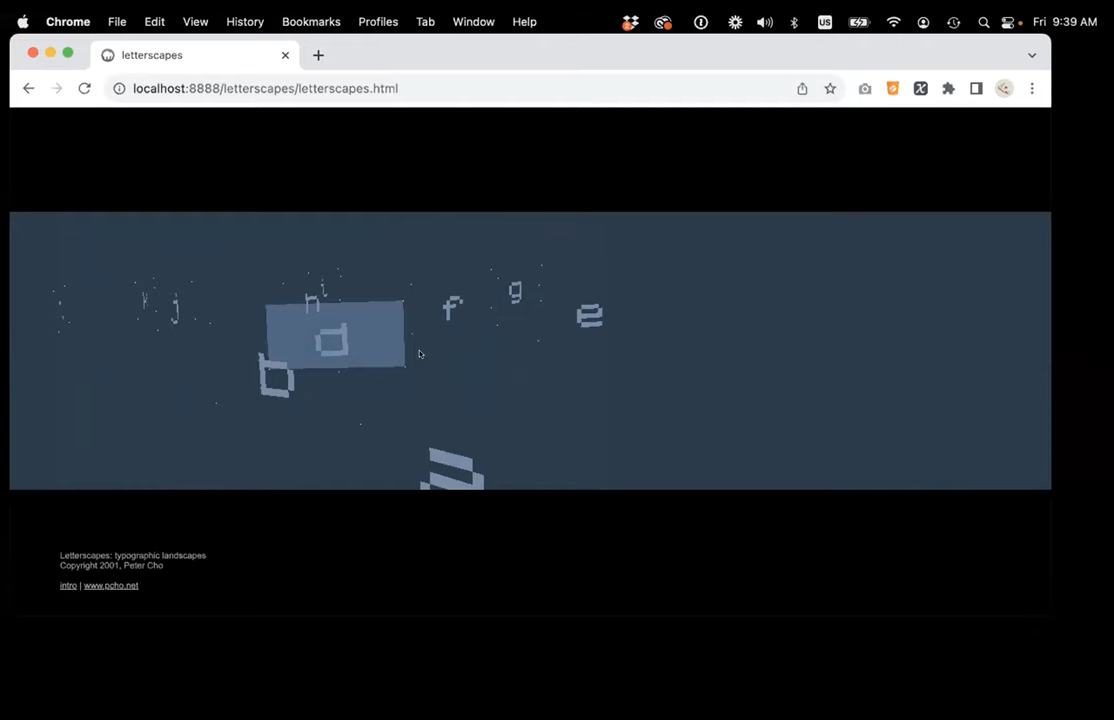 Chrome File Edit View History Bookmarks Profiles Tab Window Help US Fri 9:39 AM
letterscapes
localhost:8888/letterscapes/letterscapes.html
k j n i f g e
d
b
Letterscapes: typographic landscapes
Copyright 2001, Peter Cho
intro | www.pcho.net